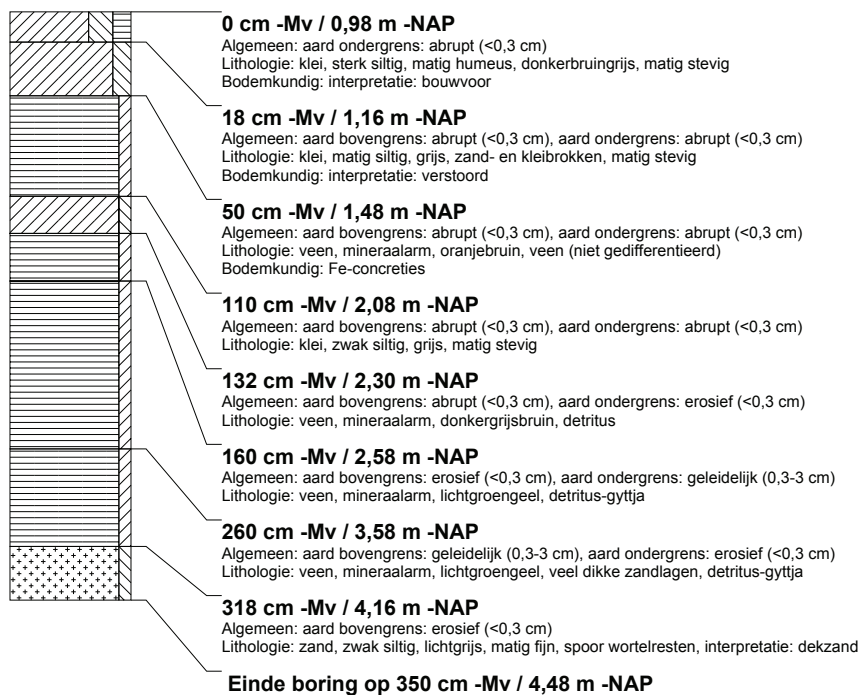 0 cm -Mv / 0,98 m -NAP
Algemeen: aard ondergrens: abrupt (<0,3 cm)
Lithologie: klei, sterk siltig, matig humeus, donkerbruingrijs, matig stevig
Bodemkundig: interpretatie: bouwvoor
18 cm -Mv / 1,16 m -NAP
Algemeen: aard bovengrens: abrupt (<0,3 cm), aard ondergrens: abrupt (<0,3 cm)
Lithologie: klei, matig siltig, grijs, zand- en kleibrokken, matig stevig
Bodemkundig: interpretatie: verstoord
50 cm -Mv / 1,48 m -NAP
Algemeen: aard bovengrens: abrupt (<0,3 cm), aard ondergrens: abrupt (<0,3 cm)
Lithologie: veen, mineraalarm, oranjebruin, veen (niet gedifferentieerd)
Bodemkundig: Fe-concreties
110 cm -Mv / 2,08 m -NAP
Algemeen: aard bovengrens: abrupt (<0,3 cm), aard ondergrens: abrupt (<0,3 cm)
Lithologie: klei, zwak siltig, grijs, matig stevig
132 cm -Mv / 2,30 m -NAP
Algemeen: aard bovengrens: abrupt (<0,3 cm), aard ondergrens: erosief (<0,3 cm)
Lithologie: veen, mineraalarm, donkergrijsbruin, detritus
160 cm -Mv / 2,58 m -NAP
Algemeen: aard bovengrens: erosief (<0,3 cm), aard ondergrens: geleidelijk (0,3-3 cm)
Lithologie: veen, mineraalarm, lichtgroengeel, detritus-gyttja
260 cm -Mv / 3,58 m -NAP
Algemeen: aard bovengrens: geleidelijk (0,3-3 cm), aard ondergrens: erosief (<0,3 cm)
Lithologie: veen, mineraalarm, lichtgroengeel, veel dikke zandlagen, detritus-gyttja
318 cm -Mv / 4,16 m -NAP
Algemeen: aard bovengrens: erosief (<0,3 cm)
Lithologie: zand, zwak siltig, lichtgrijs, matig fijn, spoor wortelresten, interpretatie: dekzand
Einde boring op 350 cm -Mv / 4,48 m -NAP